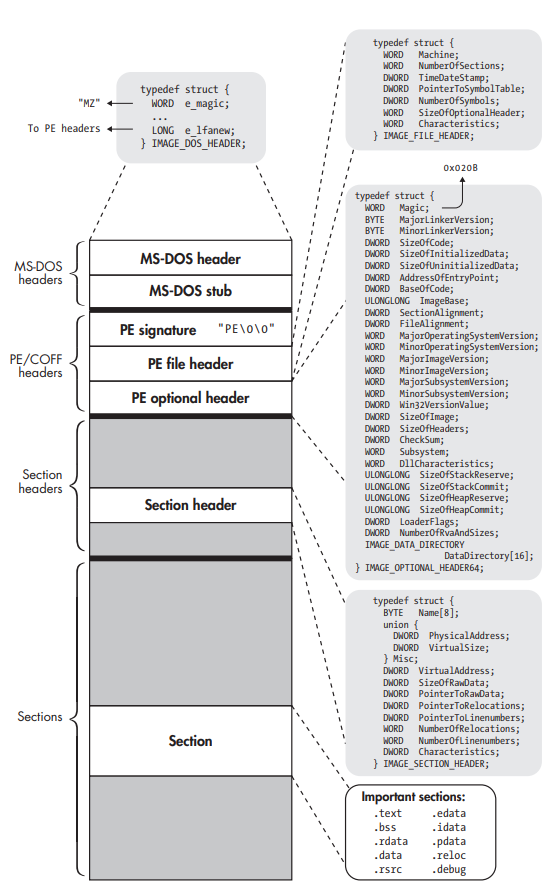 typedef struct {
WORD e_magic;
...
LONG e_lfanew;
} IMAGE_DOS_HEADER;
"MZ"
To PE headers
MS-DOS headers
MS-DOS header
MS-DOS stub
PE/COFF headers
PE signature "PE\0\0"
PE file header
PE optional header
Section headers
Section header
Sections
Section
typedef struct {
WORD Machine;
WORD NumberOfSections;
DWORD TimeDateStamp;
DWORD PointerToSymbolTable;
DWORD NumberOfSymbols;
WORD SizeOfOptionalHeader;
WORD Characteristics;
} IMAGE_FILE_HEADER;
0x020B
typedef struct {
WORD Magic;
BYTE MajorLinkerVersion;
BYTE MinorLinkerVersion;
DWORD SizeOfCode;
DWORD SizeOfInitializedData;
DWORD SizeOfUninitializedData;
DWORD AddressOfEntryPoint;
DWORD BaseOfCode;
ULONGLONG ImageBase;
DWORD SectionAlignment;
DWORD FileAlignment;
WORD MajorOperatingSystemVersion;
WORD MinorOperatingSystemVersion;
WORD MajorImageVersion;
WORD MinorImageVersion;
WORD MajorSubsystemVersion;
WORD MinorSubsystemVersion;
DWORD Win32VersionValue;
DWORD SizeOfImage;
DWORD SizeOfHeaders;
DWORD CheckSum;
WORD Subsystem;
WORD DllCharacteristics;
ULONGLONG SizeOfStackReserve;
ULONGLONG SizeOfStackCommit;
ULONGLONG SizeOfHeapReserve;
ULONGLONG SizeOfHeapCommit;
DWORD LoaderFlags;
DWORD NumberOfRvaAndSizes;
IMAGE_DATA_DIRECTORY
DataDirectory[16];
} IMAGE_OPTIONAL_HEADER64;
typedef struct {
BYTE Name[8];
union {
DWORD PhysicalAddress;
DWORD VirtualSize;
} Misc;
DWORD VirtualAddress;
DWORD SizeOfRawData;
DWORD PointerToRawData;
DWORD PointerToRelocations;
DWORD PointerToLinenumbers;
WORD NumberOfRelocations;
WORD NumberOfLinenumbers;
DWORD Characteristics;
} IMAGE_SECTION_HEADER;
Important sections:
.text .edata
.bss .idata
.rdata .pdata
.data .reloc
.rsrc .debug